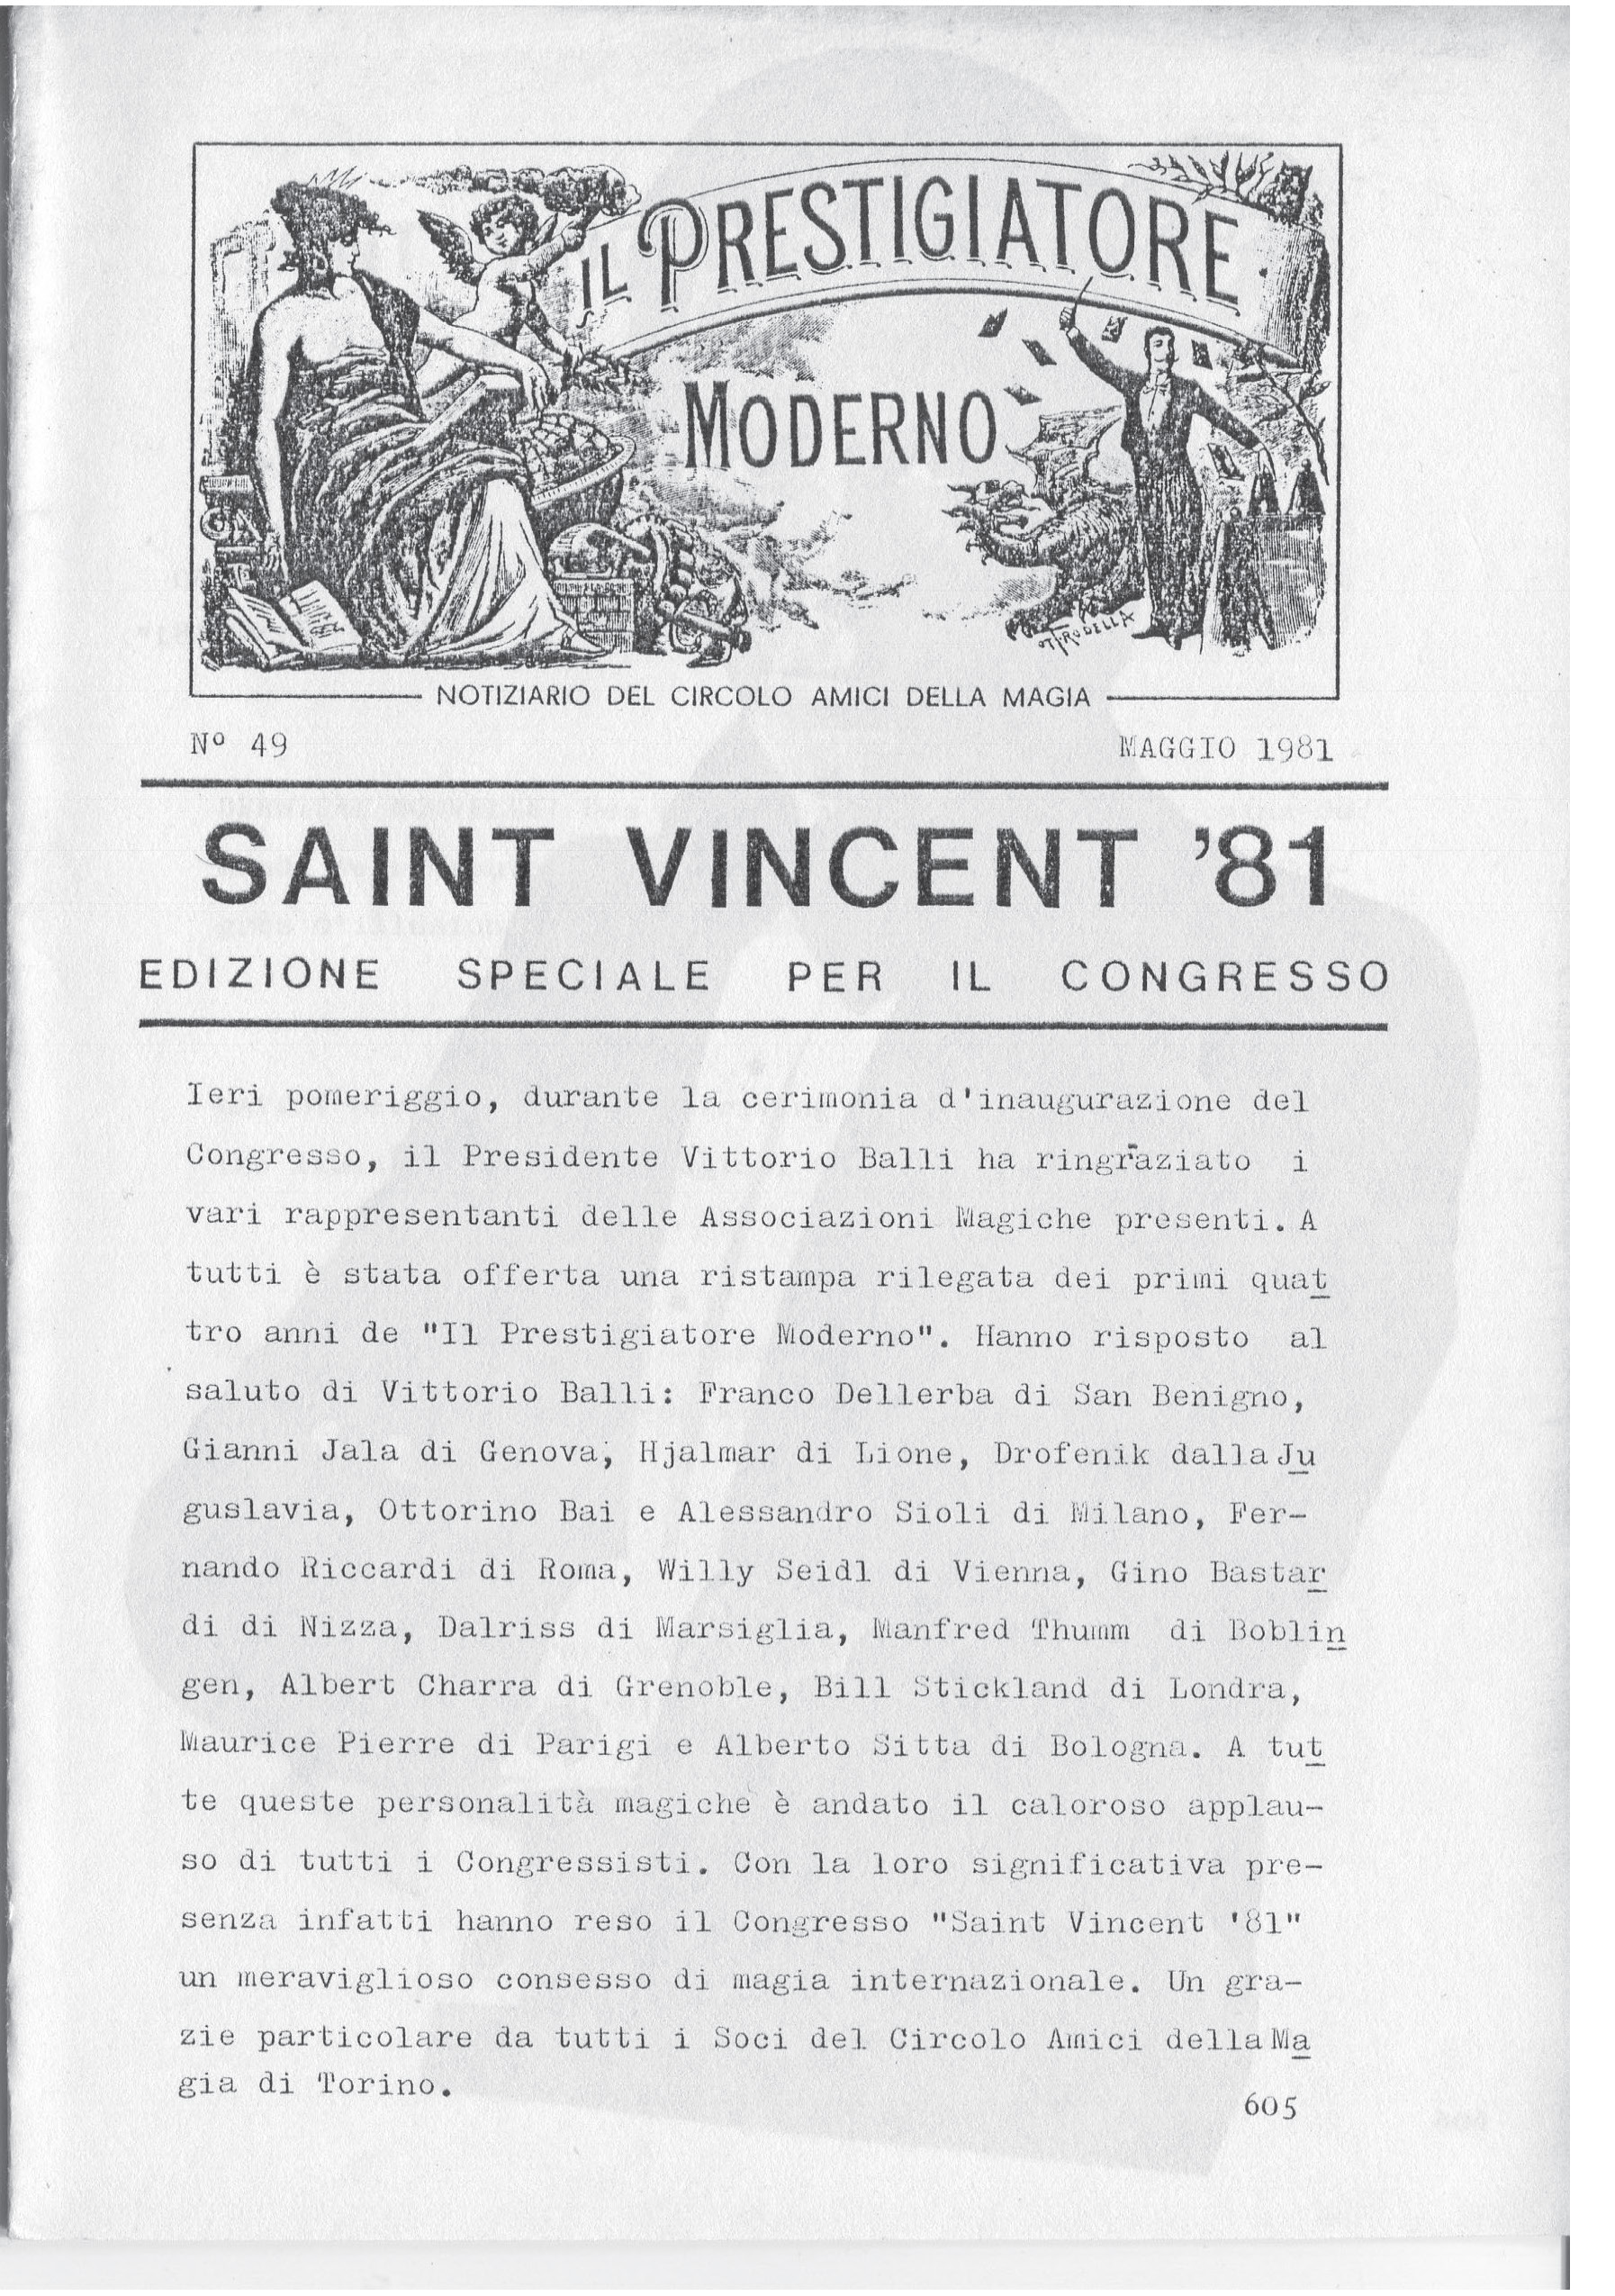 IL PRESTIGIATORE
MODERNO
OTTIRODELLA
NOTIZIARIO DEL CIRCOLO AMICI DELLA MAGIA
Nº 49 MAGGIO 1981
SAINT VINCENT '81
EDIZIONE SPECIALE PER IL CONGRESSO
Ieri pomeriggio, durante la cerimonia d'inaugurazione del
Congresso, il Presidente Vittorio Balli ha ringraziato i
vari rappresentanti delle Associazioni Magiche presenti. A
tutti è stata offerta una ristampa rilegata dei primi quat
tro anni de "Il Prestigiatore Moderno". Hanno risposto al
saluto di Vittorio Balli: Franco Dellerba di San Benigno,
Gianni Jala di Genova, Hjalmar di Lione, Drofenik dalla Ju
guslavia, Ottorino Bai e Alessandro Sioli di Milano, Fer-
nando Riccardi di Roma, Willy Seidl di Vienna, Gino Bastar
di di Nizza, Dalriss di Marsiglia, Manfred Thumm di Boblin
gen, Albert Charra di Grenoble, Bill Stickland di Londra,
Maurice Pierre di Parigi e Alberto Sitta di Bologna. A tut
te queste personalità magiche è andato il caloroso applau-
so di tutti i Congressisti. Con la loro significativa pre-
senza infatti hanno reso il Congresso "Saint Vincent '81"
un meraviglioso consesso di magia internazionale. Un gra-
zie particolare da tutti i Soci del Circolo Amici della Ma
gia di Torino.
605